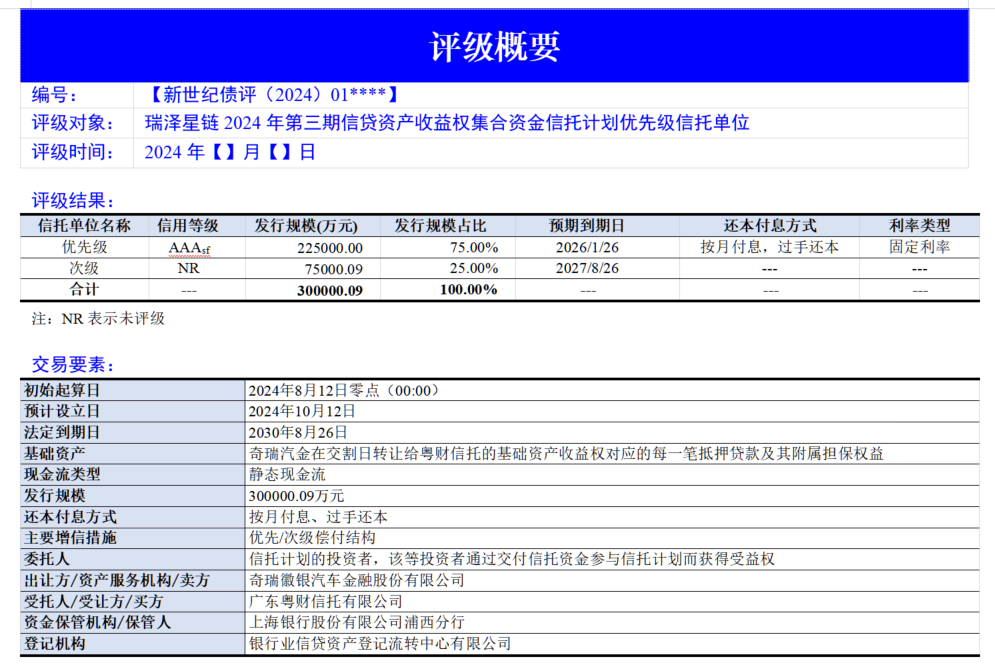 评级概要
编号： 【新世纪债评（2024）01****】
评级对象： 瑞泽星链 2024 年第三期信贷资产收益权集合资金信托计划优先级信托单位
评级时间： 2024 年【】月【】日
评级结果：
信托单位名称 信用等级 发行规模(万元) 发行规模占比 预期到期日 还本付息方式 利率类型
优先级 AAAsf 225000.00 75.00% 2026/1/26 按月付息，过手还本 固定利率
次级 NR 75000.09 25.00% 2027/8/26 --- ---
合计 --- 300000.09 100.00% --- --- ---
注：NR 表示未评级
交易要素：
初始起算日 2024年8月12日零点（00:00）
预计设立日 2024年10月12日
法定到期日 2030年8月26日
基础资产 奇瑞汽金在交割日转让给粤财信托的基础资产收益权对应的每一笔抵押贷款及其附属担保权益
现金流类型 静态现金流
发行规模 300000.09万元
还本付息方式 按月付息、过手还本
主要增信措施 优先/次级偿付结构
委托人 信托计划的投资者，该等投资者通过交付信托资金参与信托计划而获得受益权
出让方/资产服务机构/卖方 奇瑞徽银汽车金融股份有限公司
受托人/受让方/买方 广东粤财信托有限公司
资金保管机构/保管人 上海银行股份有限公司浦西分行
登记机构 银行业信贷资产登记流转中心有限公司